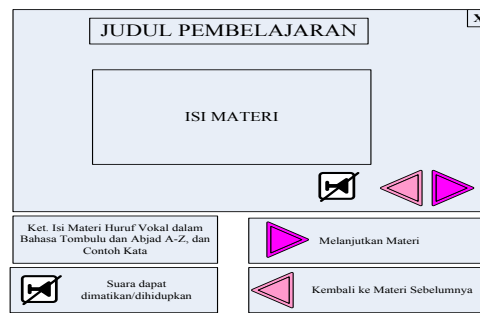 X
JUDUL PEMBELAJARAN
ISI MATERI
Ket. Isi Materi Huruf Vokal dalam
Bahasa Tombulu dan Abjad A-Z, dan
Contoh Kata
Melanjutkan Materi
Suara dapat
dimatikan/dihidupkan
Kembali ke Materi Sebelumnya